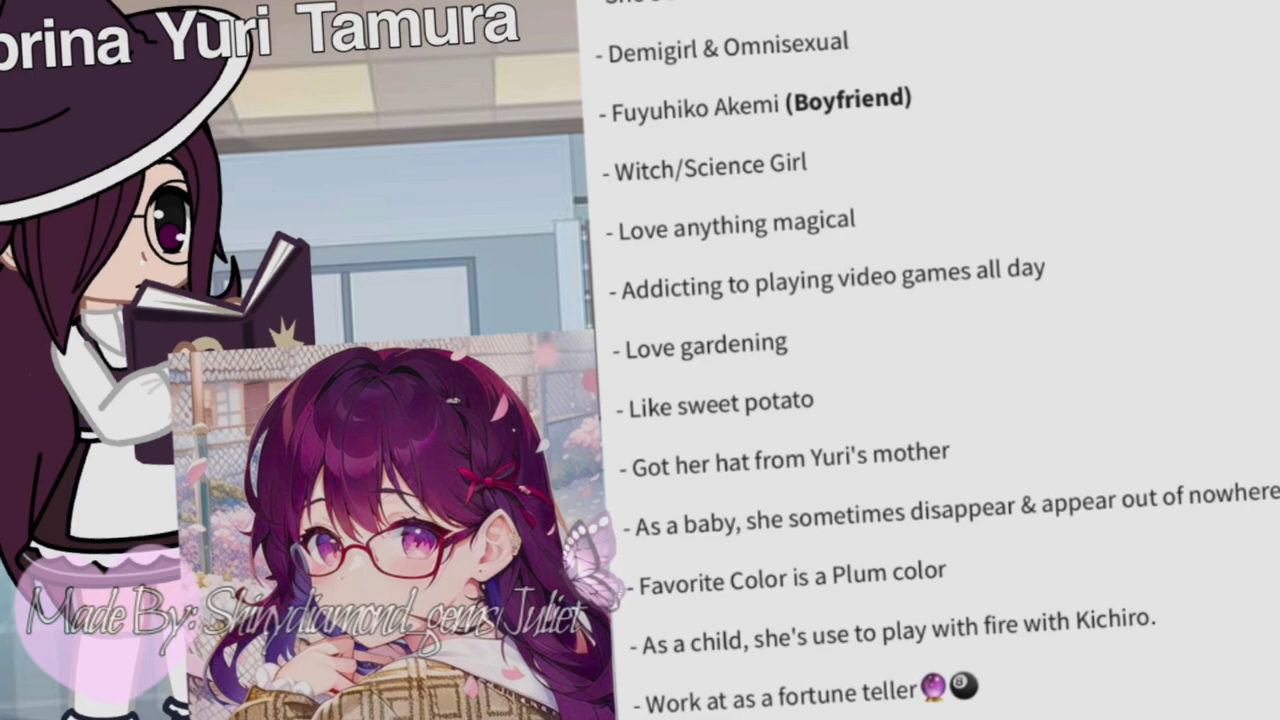 orina Yuri Tamura
- Demigirl & Omnisexual
- Fuyuhiko Akemi (Boyfriend)
- Witch/Science Girl
- Love anything magical
- Addicting to playing video games all day
- Love gardening
- Like sweet potato
- Got her hat from Yuri's mother
- As a baby, she sometimes disappear & appear out of nowhere
- Favorite Color is a Plum color
- As a child, she's use to play with fire with Kichiro.
- Work at as a fortune teller🔮🎱
Made By: Shinydiamond_gems/Juliet